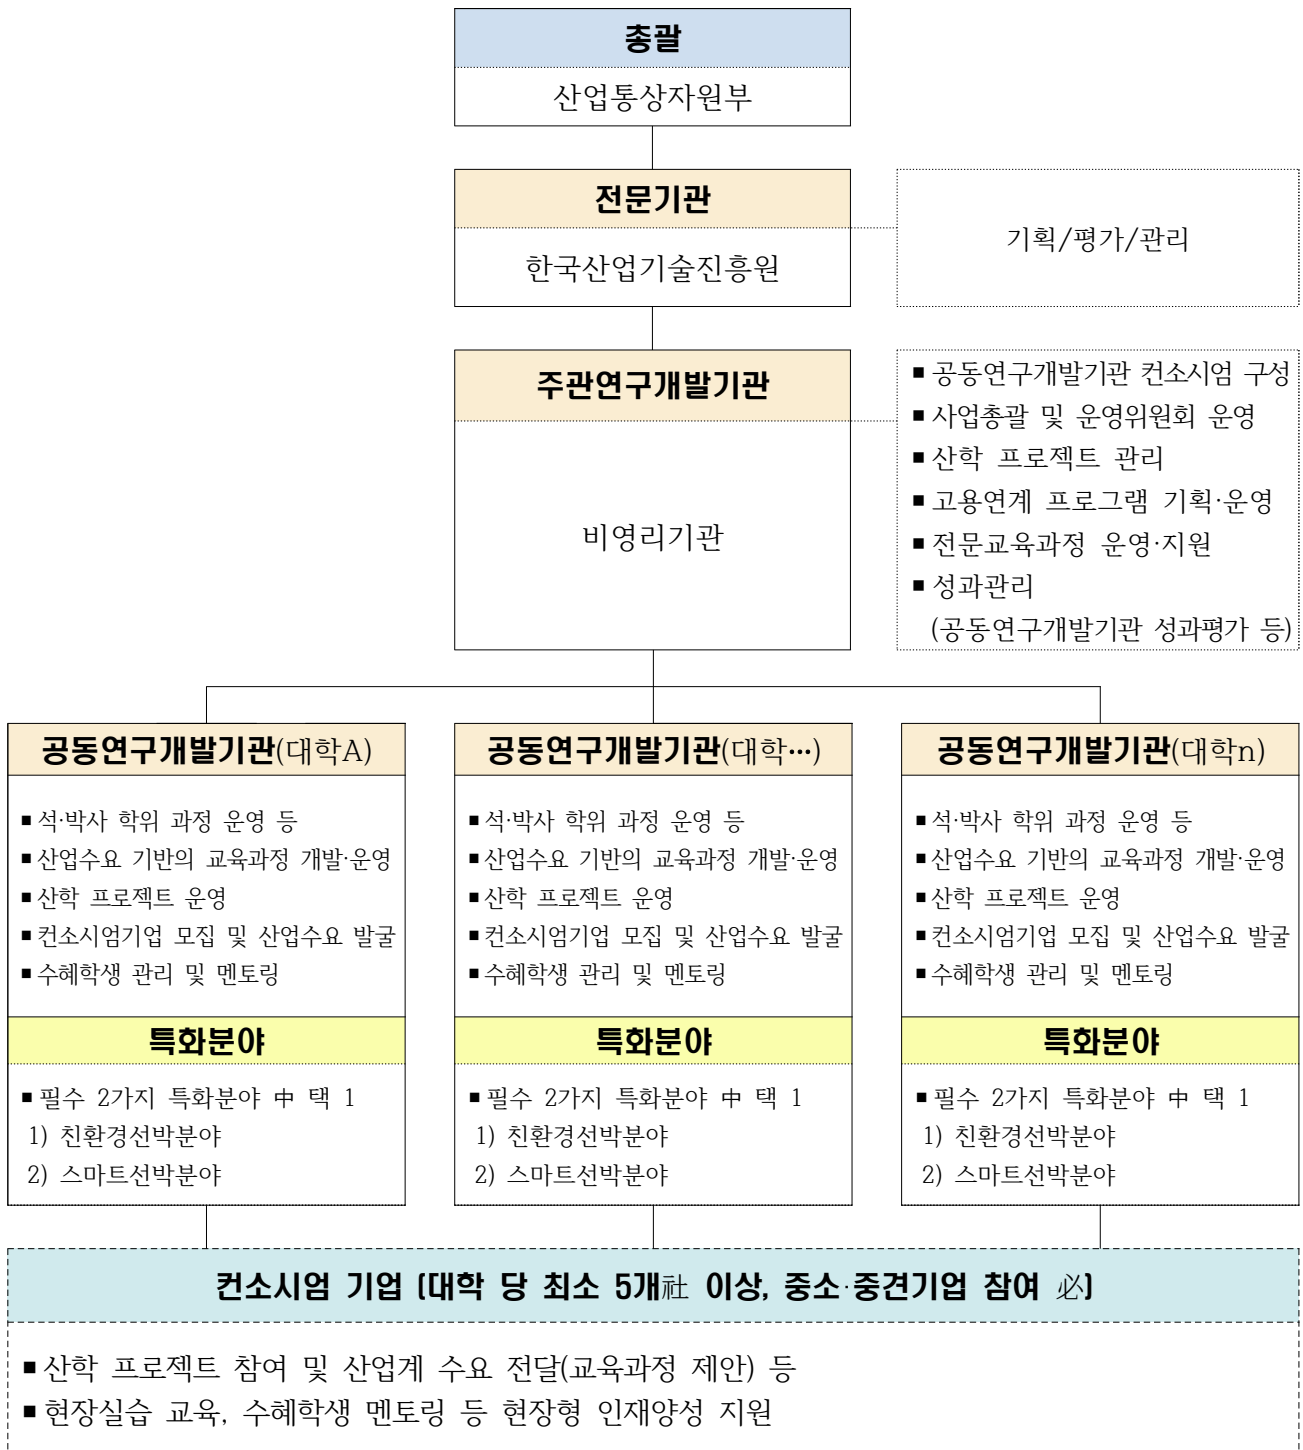 총괄
산업통상자원부
전문기관
한국산업기술진흥원
기획/평가/관리
주관연구개발기관
비영리기관
▪ 공동연구개발기관 컨소시엄 구성
▪ 사업총괄 및 운영위원회 운영
▪ 산학 프로젝트 관리
▪ 고용연계 프로그램 기획·운영
▪ 전문교육과정 운영·지원
▪ 성과관리
(공동연구개발기관 성과평가 등)
공동연구개발기관(대학A)
▪ 석·박사 학위 과정 운영 등
▪ 산업수요 기반의 교육과정 개발·운영
▪ 산학 프로젝트 운영
▪ 컨소시엄기업 모집 및 산업수요 발굴
▪ 수혜학생 관리 및 멘토링
특화분야
▪ 필수 2가지 특화분야 中 택 1
1) 친환경선박분야
2) 스마트선박분야
공동연구개발기관(대학…)
▪ 석·박사 학위 과정 운영 등
▪ 산업수요 기반의 교육과정 개발·운영
▪ 산학 프로젝트 운영
▪ 컨소시엄기업 모집 및 산업수요 발굴
▪ 수혜학생 관리 및 멘토링
특화분야
▪ 필수 2가지 특화분야 中 택 1
1) 친환경선박분야
2) 스마트선박분야
공동연구개발기관(대학n)
▪ 석·박사 학위 과정 운영 등
▪ 산업수요 기반의 교육과정 개발·운영
▪ 산학 프로젝트 운영
▪ 컨소시엄기업 모집 및 산업수요 발굴
▪ 수혜학생 관리 및 멘토링
특화분야
▪ 필수 2가지 특화분야 中 택 1
1) 친환경선박분야
2) 스마트선박분야
컨소시엄 기업 (대학 당 최소 5개社 이상, 중소·중견기업 참여 必)
▪ 산학 프로젝트 참여 및 산업계 수요 전달(교육과정 제안) 등
▪ 현장실습 교육, 수혜학생 멘토링 등 현장형 인재양성 지원